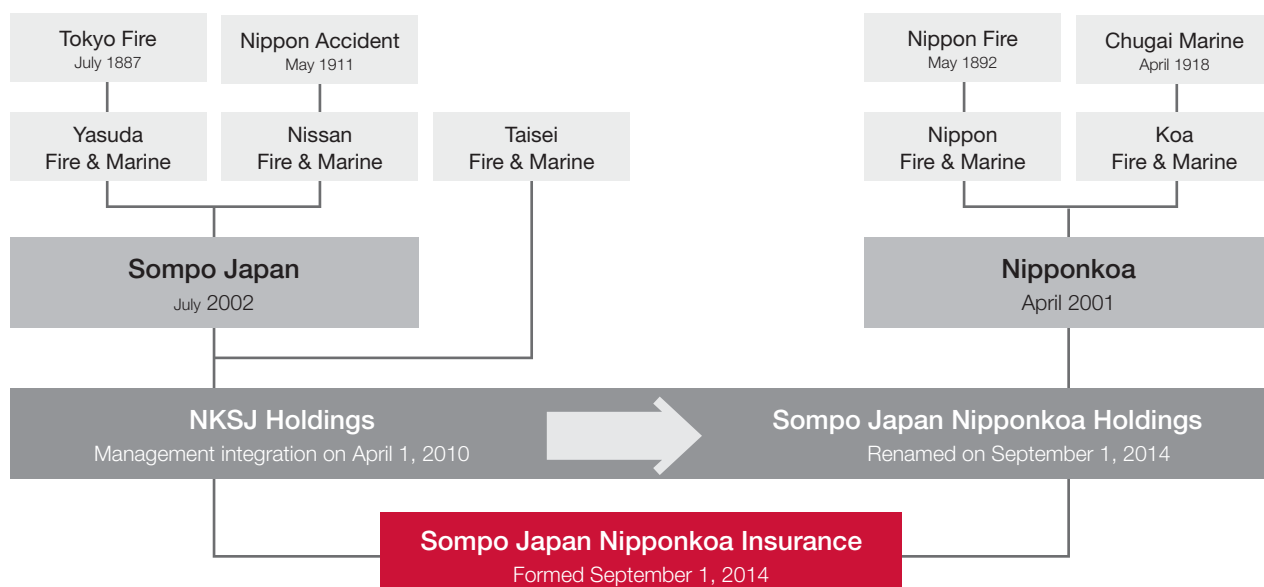 Tokyo Fire
July 1887
Nippon Accident
May 1911
Nippon Fire
May 1892
Chugai Marine
April 1918
Yasuda
Fire & Marine
Nissan
Fire & Marine
Taisei
Fire & Marine
Nippon
Fire & Marine
Koa
Fire & Marine
Sompo Japan
July 2002
Nipponkoa
April 2001
NKSJ Holdings
Management integration on April 1, 2010
Sompo Japan Nipponkoa Holdings
Renamed on September 1, 2014
Sompo Japan Nipponkoa Insurance
Formed September 1, 2014